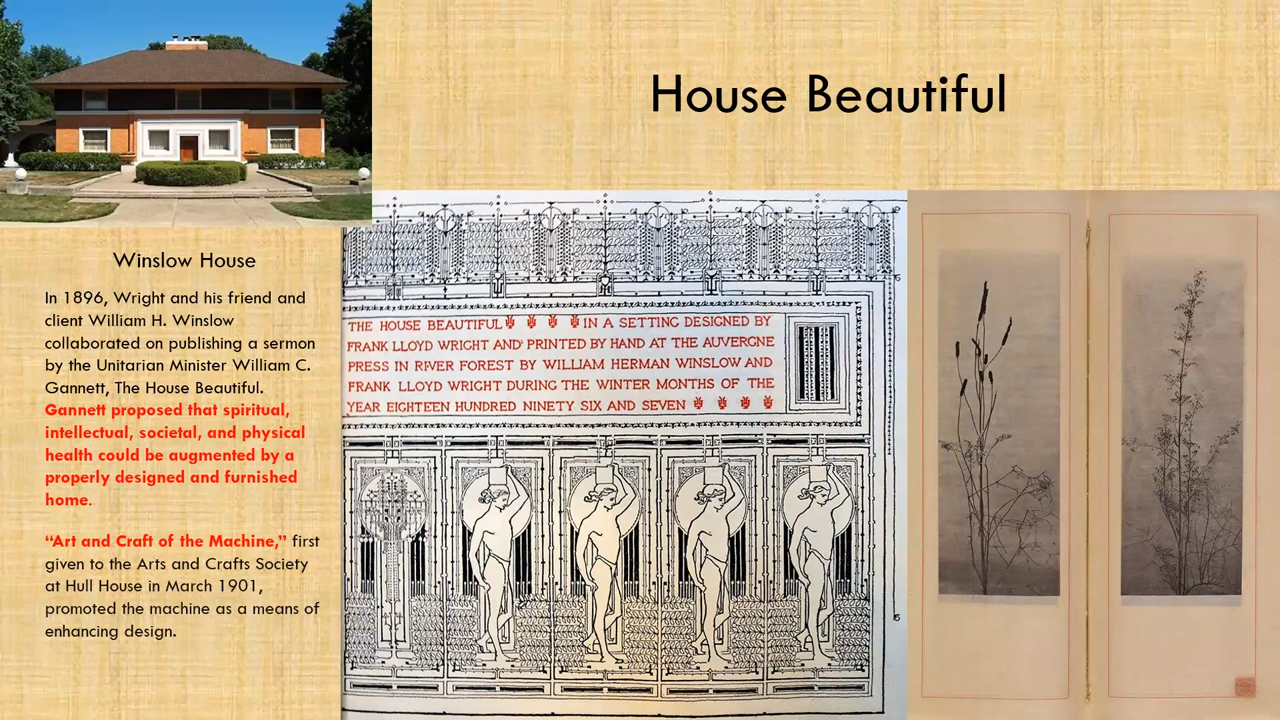 House Beautiful
Winslow House
In 1896, Wright and his friend and
client William H. Winslow
collaborated on publishing a sermon
by the Unitarian Minister William C.
Gannett, The House Beautiful.
Gannett proposed that spiritual,
intellectual, societal, and physical
health could be augmented by a
properly designed and furnished
home.
“Art and Craft of the Machine,” first
given to the Arts and Crafts Society
at Hull House in March 1901,
promoted the machine as a means of
enhancing design.
THE HOUSE BEAUTIFUL IN A SETTING DESIGNED BY
FRANK LLOYD WRIGHT AND PRINTED BY HAND AT THE AUVERGNE
PRESS IN RIVER FOREST BY WILLIAM HERMAN WINSLOW AND
FRANK LLOYD WRIGHT DURING THE WINTER MONTHS OF THE
YEAR EIGHTEEN HUNDRED NINETY SIX AND SEVEN